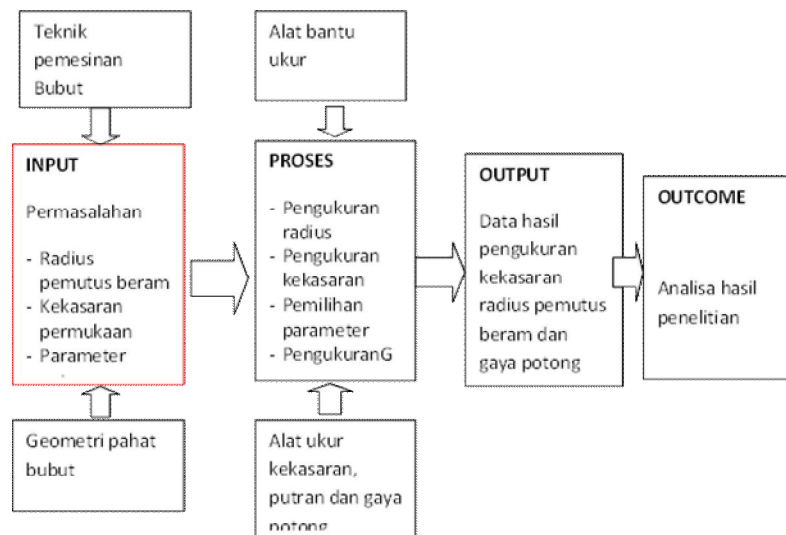 Teknik
pemesinan
Bubut
Alat bantu
ukur
INPUT
Permasalahan
- Radius
pemutus beram
- Kekasaran
permukaan
- Parameter
PROSES
- Pengukuran
radius
- Pengukuran
kekasaran
- Pemilihan
parameter
- PengukuranG
OUTPUT
Data hasil
pengukuran
kekasaran
radius pemutus
beram dan
gaya potong
OUTCOME
Analisa hasil
penelitian
Geometri pahat
bubut
Alat ukur
kekasaran,
putran dan gaya
potong